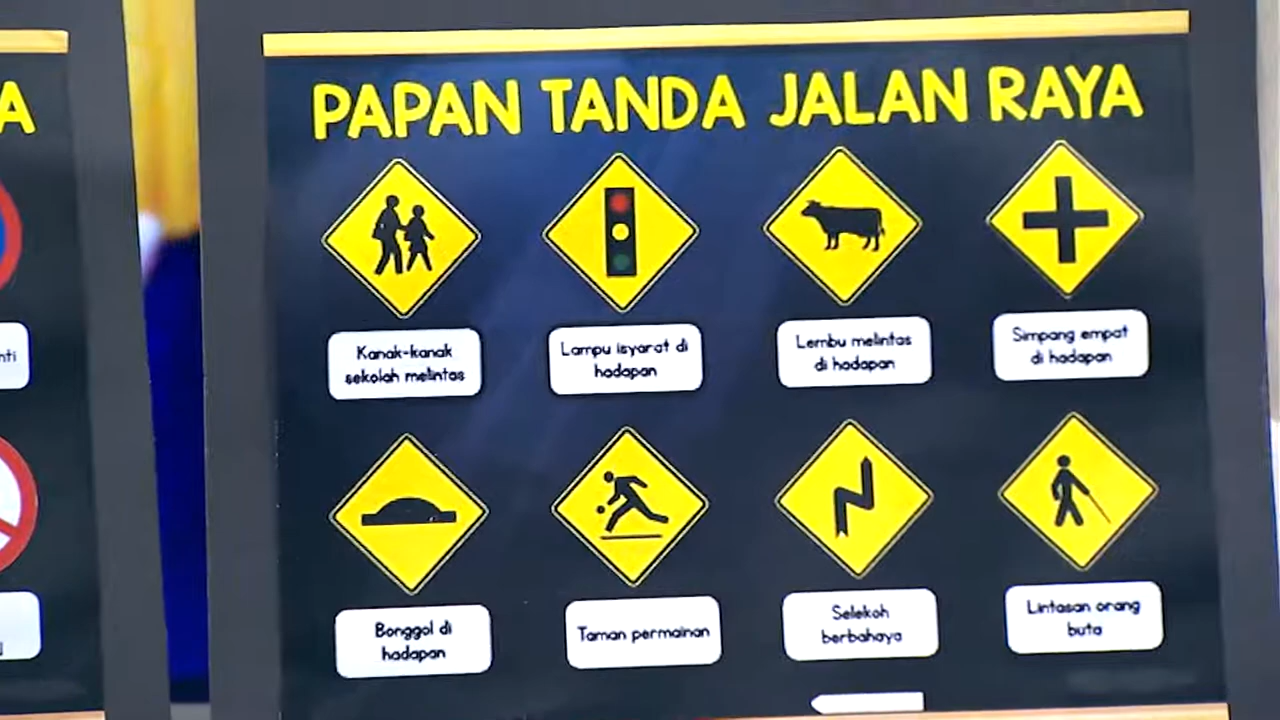 A
PAPAN TANDA JALAN RAYA
nti
Kanak-kanak
sekolah melintas
Lampu isyarat di
hadapan
Lembu melintas
di hadapan
Simpang empat
di hadapan
Bonggol di
hadapan
Taman permainan
Selekoh
berbahaya
Lintasan orang
buta